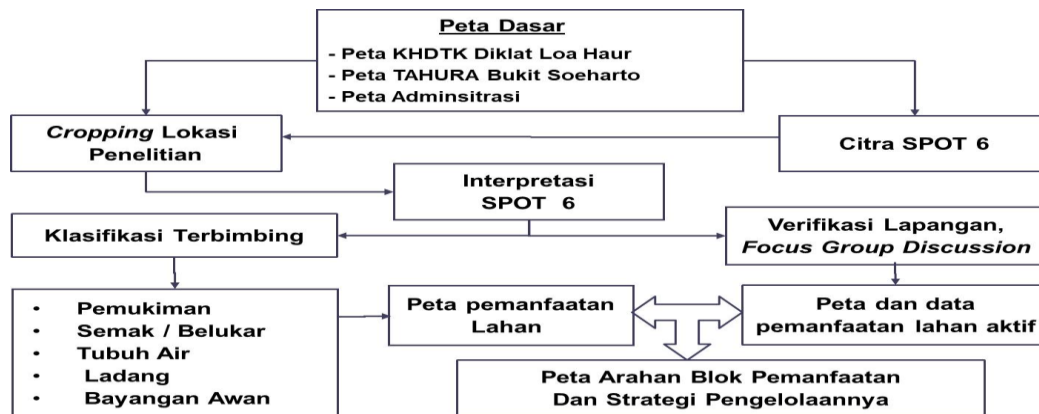 Peta Dasar
- Peta KHDTK Diklat Loa Haur
- Peta TAHURA Bukit Soeharto
- Peta Adminsitrasi
Cropping Lokasi
Penelitian
Citra SPOT 6
Interpretasi
SPOT 6
Klasifikasi Terbimbing
Verifikasi Lapangan,
Focus Group Discussion
• Pemukiman
• Semak / Belukar
• Tubuh Air
• Ladang
• Bayangan Awan
Peta pemanfaatan
Lahan
Peta dan data
pemanfaatan lahan aktif
Peta Arahan Blok Pemanfaatan
Dan Strategi Pengelolaannya